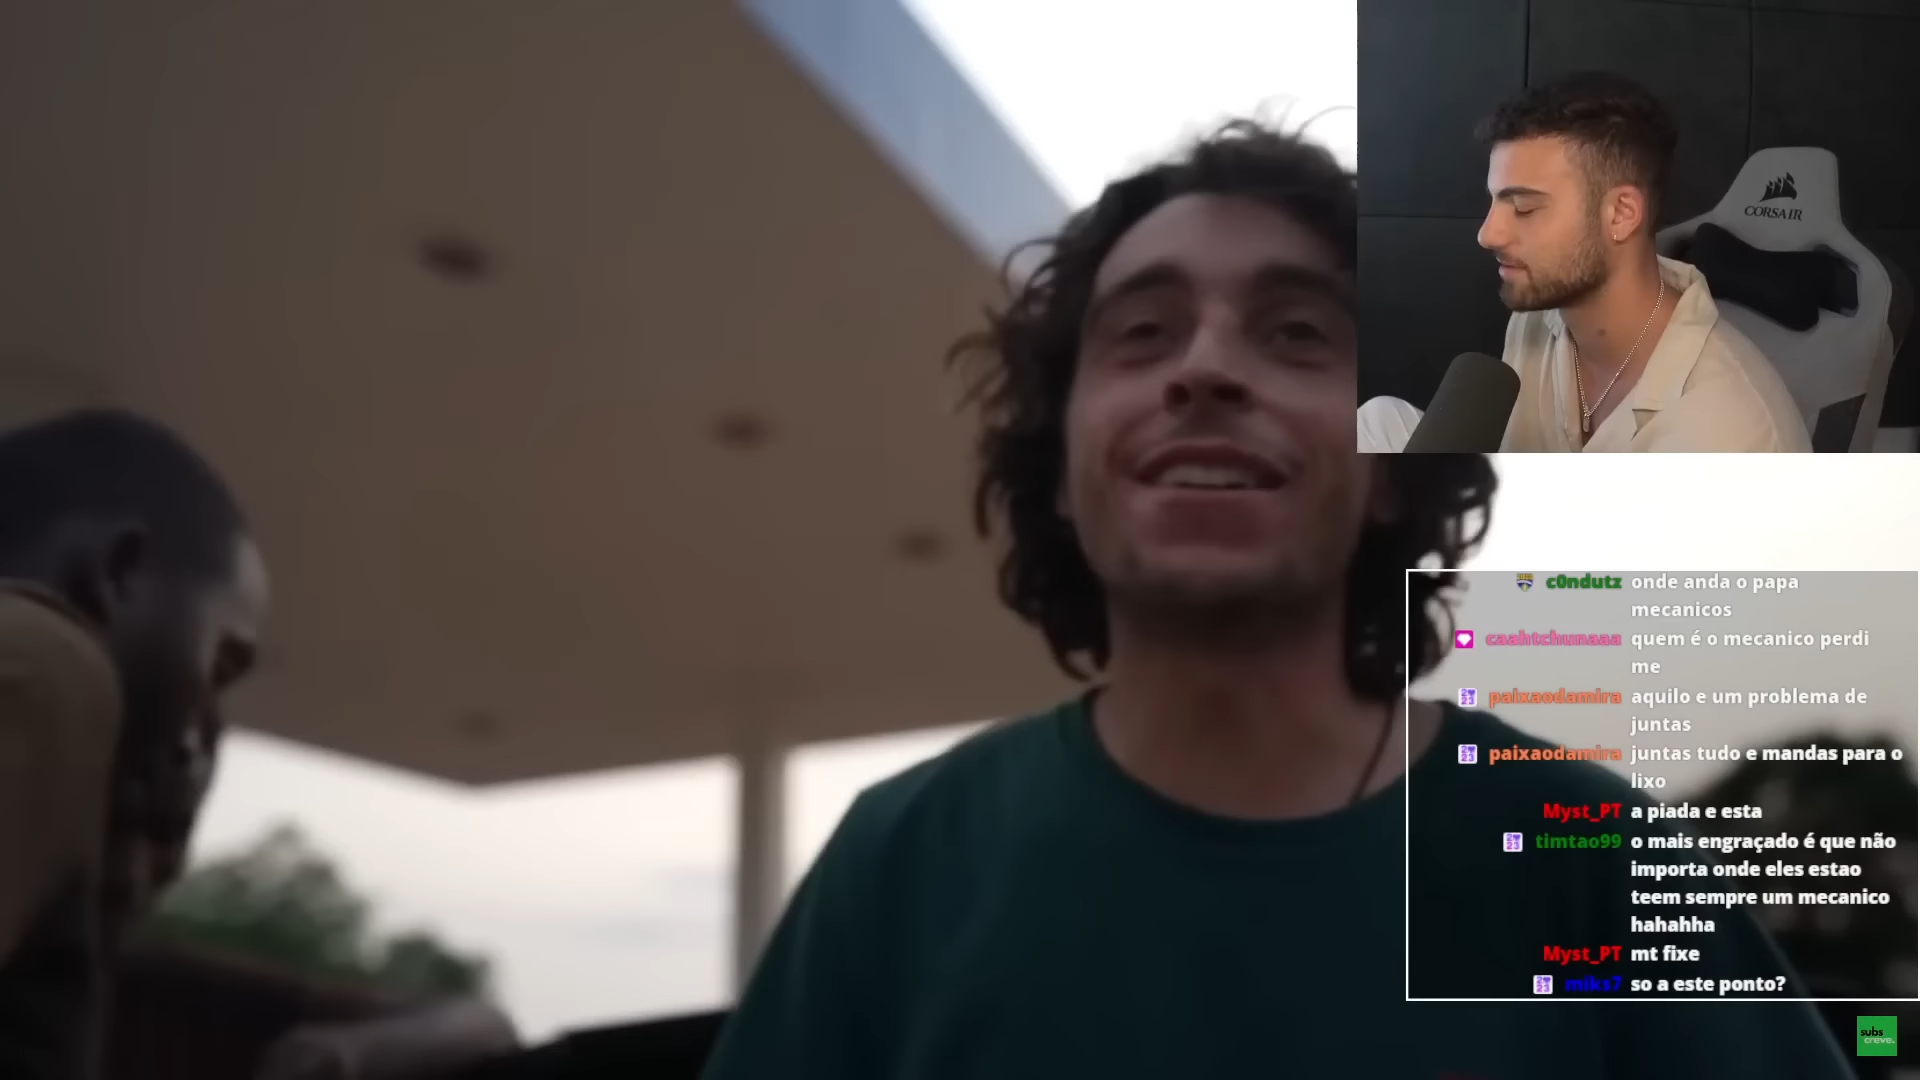 CORSAIR
c0ndutz onde anda o papa
mecanicos
caahtchunaaa quem é o mecanico perdi
me
paixaodamira aquilo e um problema de
juntas
paixaodamira juntas tudo e mandas para o
lixo
Myst_PT a piada e esta
timtao99 o mais engraçado é que não
importa onde eles estao
teem sempre um mecanico
hahahha
Myst_PT mt fixe
miks7 so a este ponto?
subs
creve.